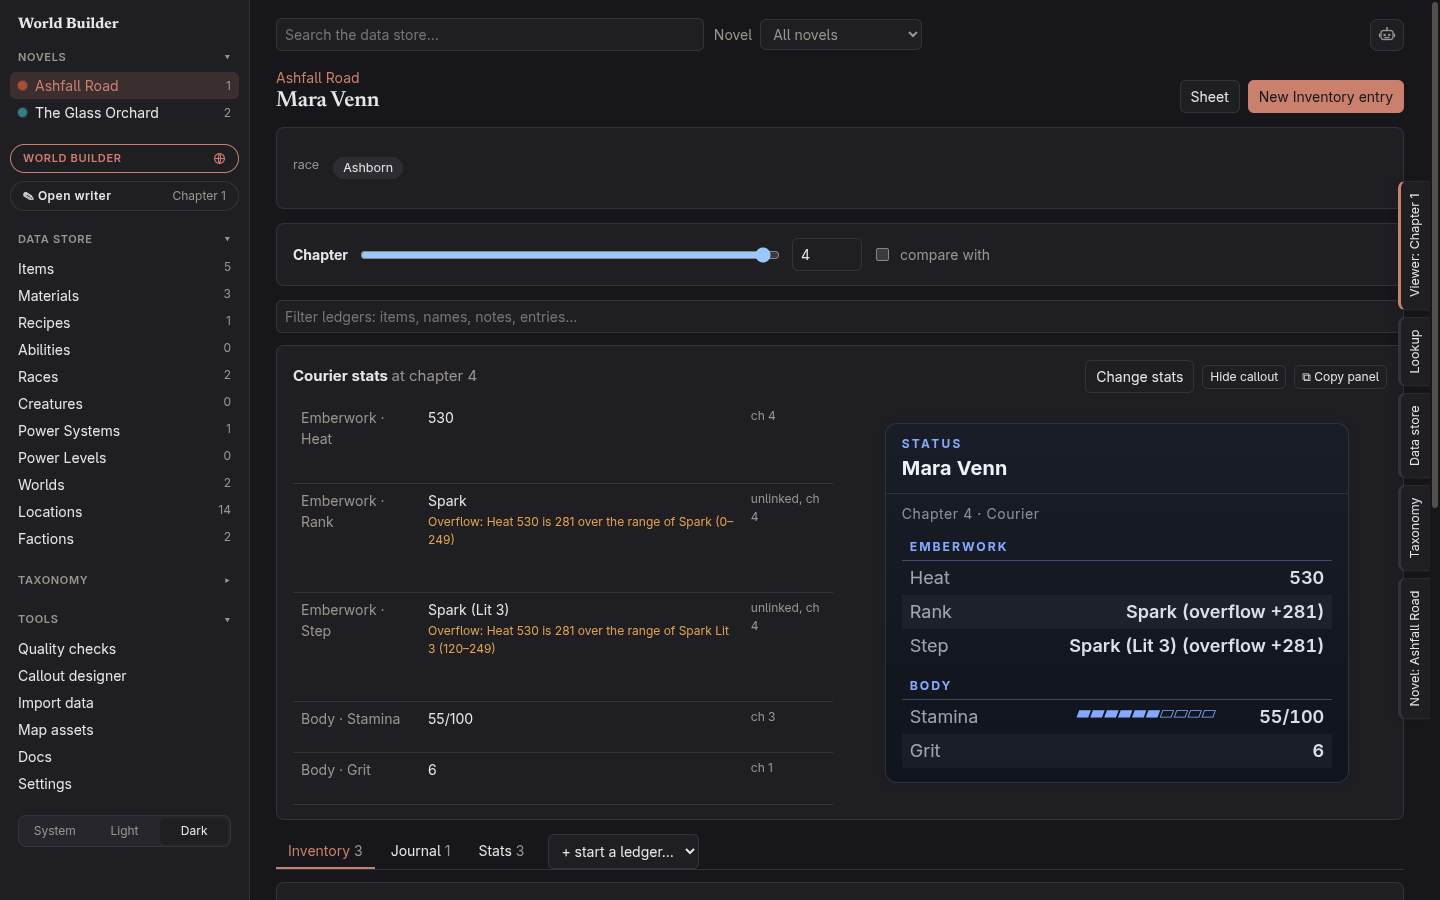 World Builder
NOVELS
Ashfall Road 1
The Glass Orchard 2
WORLD BUILDER
✎ Open writer Chapter 1
DATA STORE
Items 5
Materials 3
Recipes 1
Abilities 0
Races 2
Creatures 0
Power Systems 1
Power Levels 0
Worlds 2
Locations 14
Factions 2
TAXONOMY
TOOLS
Quality checks
Callout designer
Import data
Map assets
Docs
Settings
System Light Dark
Search the data store...
Novel All novels
Ashfall Road
Mara Venn
Sheet New Inventory entry
race Ashborn
Chapter 4 compare with
Filter ledgers: items, names, notes, entries...
Courier stats at chapter 4
Change stats Hide callout Copy panel
Emberwork · Heat
530 ch 4
Emberwork · Rank
Spark
Overflow: Heat 530 is 281 over the range of Spark (0–
249)
unlinked, ch
4
Emberwork · Step
Spark (Lit 3)
Overflow: Heat 530 is 281 over the range of Spark Lit
3 (120–249)
unlinked, ch
4
Body · Stamina 55/100 ch 3
Body · Grit 6 ch 1
STATUS
Mara Venn
Chapter 4 · Courier
EMBERWORK
Heat 530
Rank Spark (overflow +281)
Step Spark (Lit 3) (overflow +281)
BODY
Stamina 55/100
Grit 6
Inventory 3 Journal 1 Stats 3 + start a ledger...
Viewer: Chapter 1
Lookup
Data store
Taxonomy
Novel: Ashfall Road